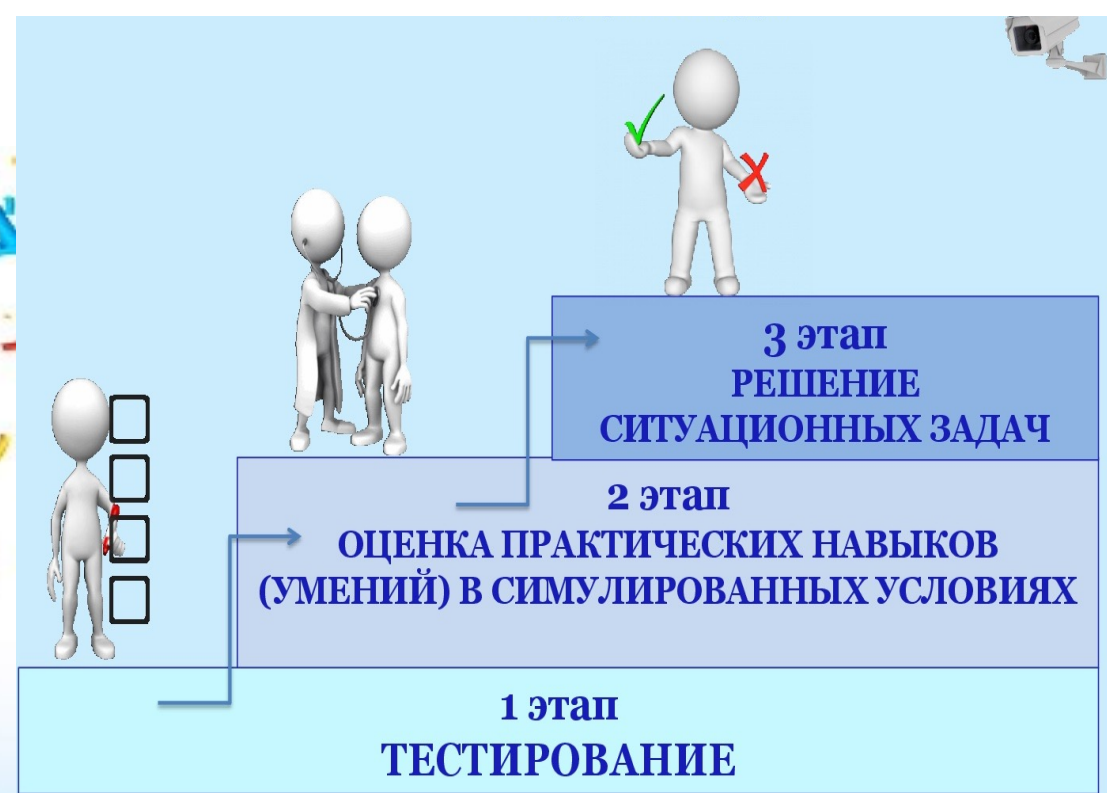 3 этап
РЕШЕНИЕ
СИТУАЦИОННЫХ ЗАДАЧ
2 этап
ОЦЕНКА ПРАКТИЧЕСКИХ НАВЫКОВ
(УМЕНИЙ) В СИМУЛИРОВАННЫХ УСЛОВИЯХ
1 этап
ТЕСТИРОВАНИЕ